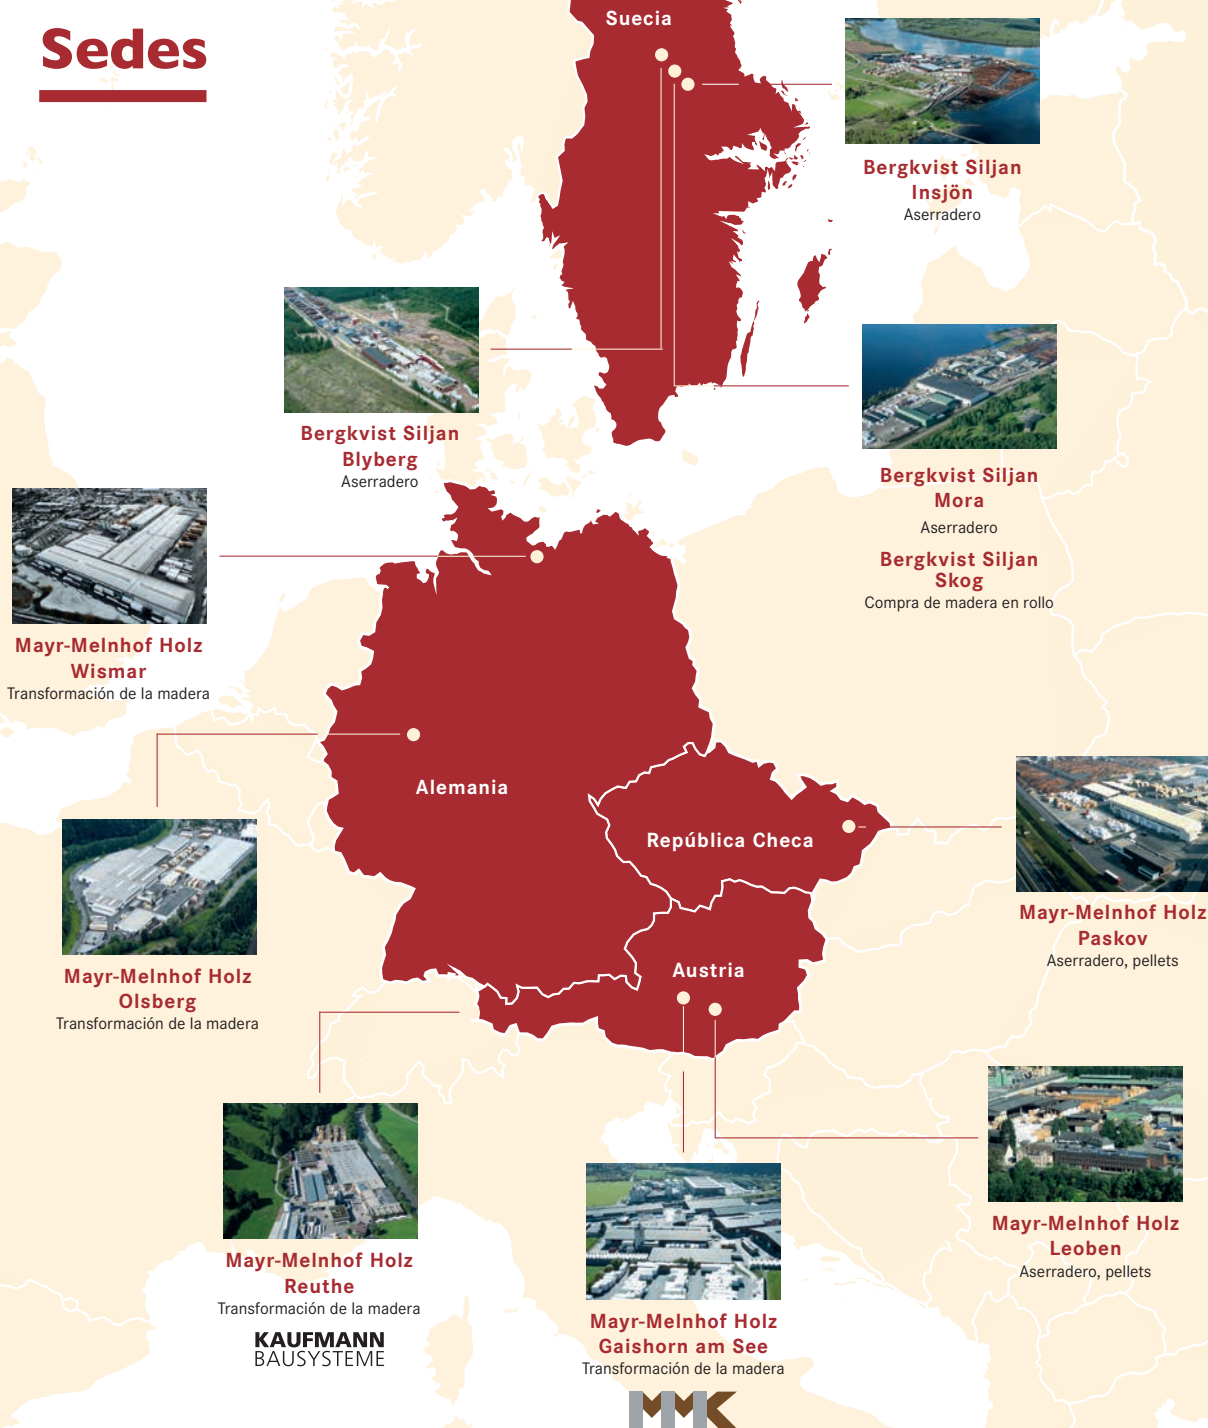 Sedes
Suecia
Bergkvist Siljan
Insjön
Aserradero
Bergkvist Siljan
Blyberg
Aserradero
Bergkvist Siljan
Mora
Aserradero
Bergkvist Siljan
Skog
Compra de madera en rollo
Mayr-Melnhof Holz
Wismar
Transformación de la madera
Alemania
República Checa
Mayr-Melnhof Holz
Paskov
Aserradero, pellets
Mayr-Melnhof Holz
Olsberg
Transformación de la madera
Austria
Mayr-Melnhof Holz
Leoben
Aserradero, pellets
Mayr-Melnhof Holz
Reuthe
Transformación de la madera
KAUFMANN
BAUSYSTEME
Mayr-Melnhof Holz
Gaishorn am See
Transformación de la madera
MMK